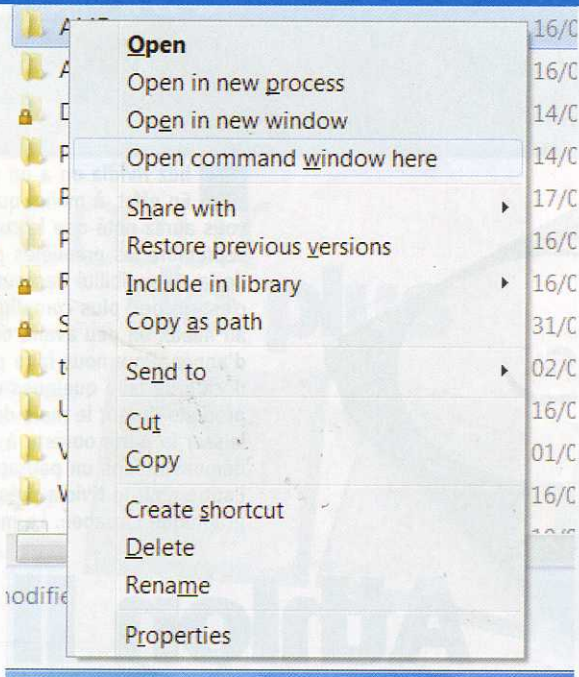 Open
Open in new process
Open in new window
Open command window here
Share with
Restore previous versions
Include in library
Copy as path
Send to
Cut
Copy
Create shortcut
Delete
Rename
Properties
16/0
16/0
14/0
14/0
17/0
16/0
16/0
31/0
02/0
16/0
01/0
16/0
modifie